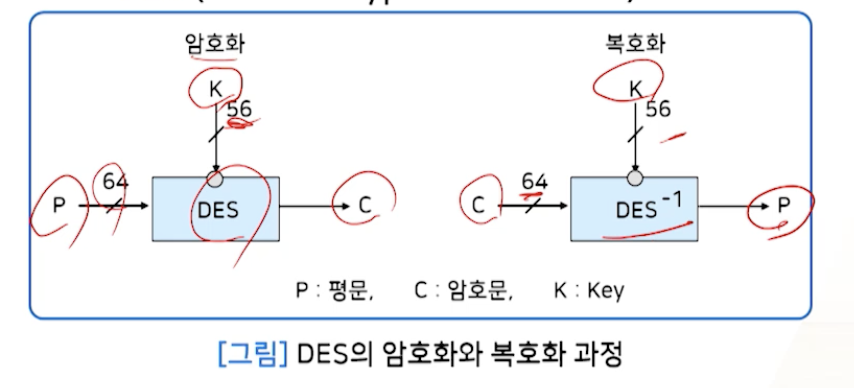 암호화 복호화
K K
56 56
64 64
P DES C C DES-1 P
P : 평문, C : 암호문, K : Key
[그림] DES의 암호화와 복호화 과정